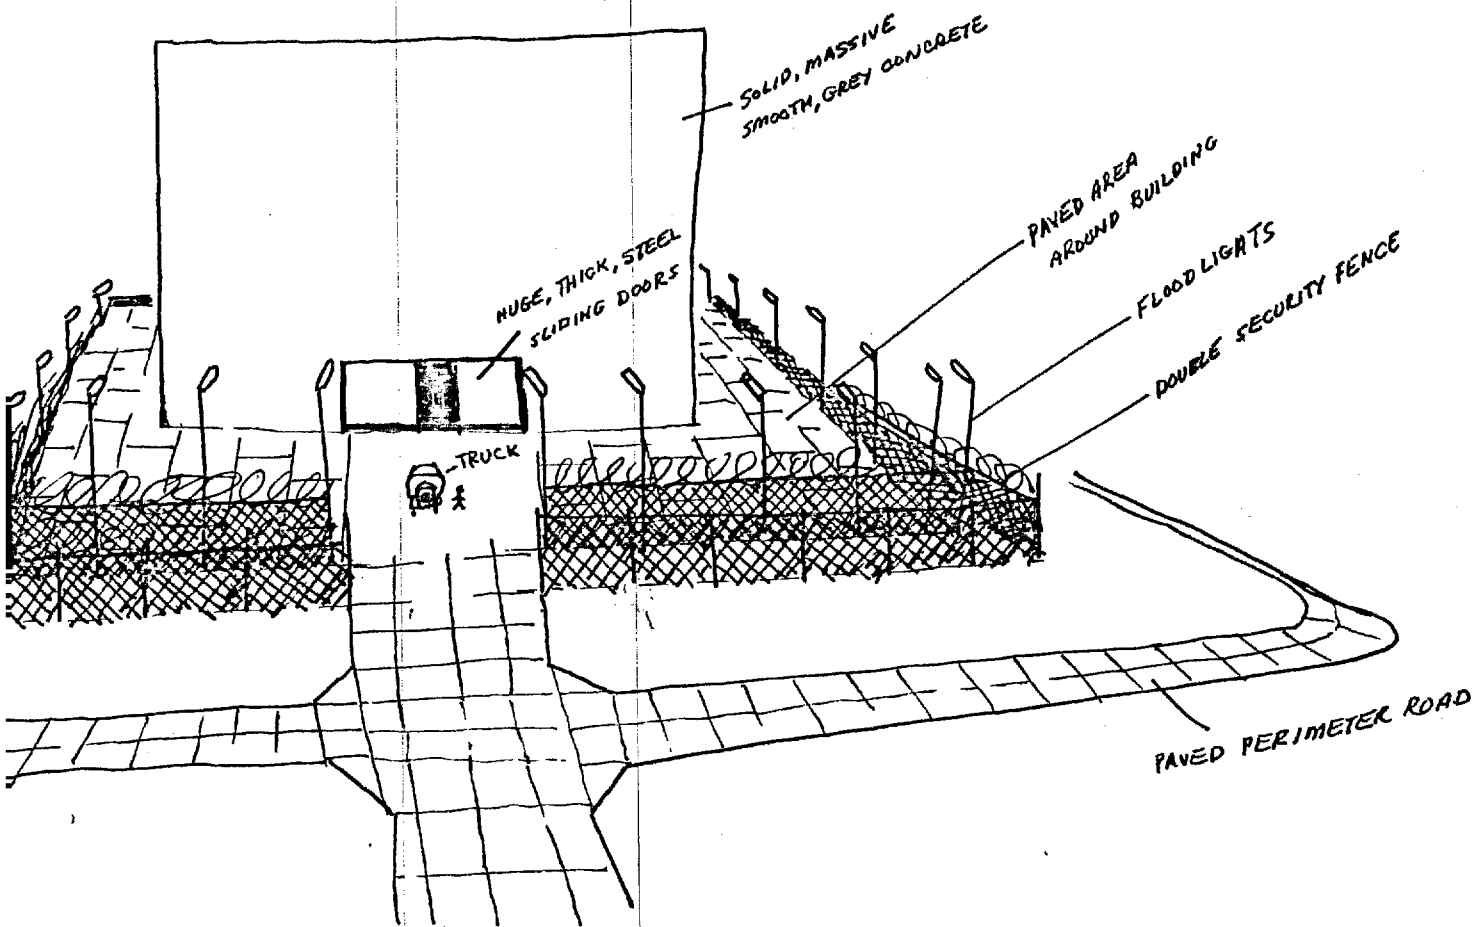 SOLID, MASSIVE
SMOOTH, GREY CONCRETE
PAVED AREA
AROUND BUILDING
HUGE, THICK, STEEL
SLIDING DOORS
FLOOD LIGHTS
DOUBLE SECURITY FENCE
TRUCK
PAVED PERIMETER ROAD